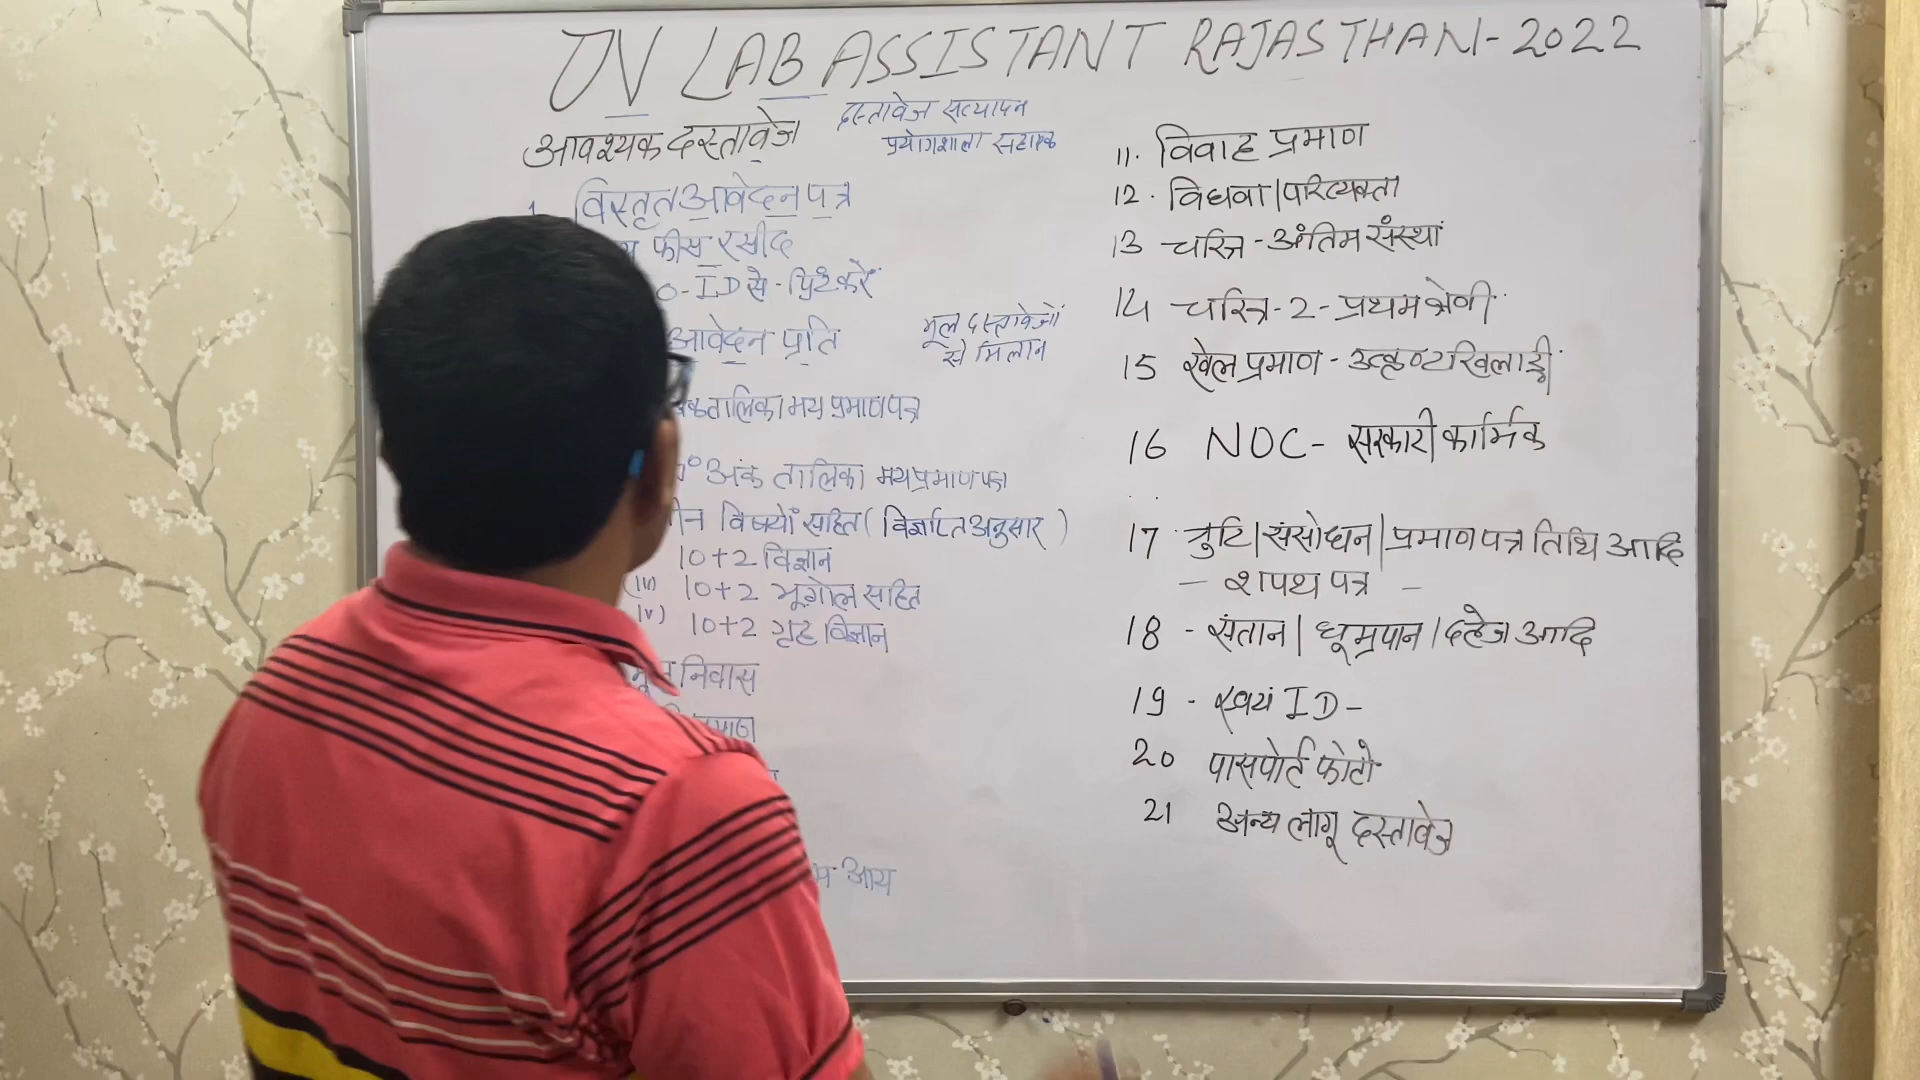 DV LAB ASSISTANT RAJASTHAN-2022
दस्तावेज सत्यापन
प्रयोगशाला सहायक
आवश्यक दस्तावेज
1. विस्तृत आवेदन पत्र
फीस रसीद
ID से - प्रिंट करें
आवेदन प्रति
मूल दस्तावेजों
से मिलान
तालिका मय प्रमाण पत्र
अंक तालिका मय प्रमाण पत्र
विषयों सहित ( विज्ञप्ति अनुसार )
10+2 विज्ञान
(iii) 10+2 भूगोल सहित
iv) 10+2 गृह विज्ञान
मूल निवास
आय
11. विवाह प्रमाण
12. विधवा|परित्यक्ता
13 चरित्र - अंतिम संस्था
14 चरित्र - 2 - प्रथम श्रेणी
15 खेल प्रमाण - उत्कृष्ट खिलाड़ी
16 NOC - सरकारी कार्मिक
17. त्रुटि|संसोधन|प्रमाण पत्र तिथि आदि
- शपथ पत्र -
18 - संतान| धूम्रपान |दहेज आदि
19 - स्वयं ID -
20 पासपोर्ट फोटो
21 अन्य लागू दस्तावेज